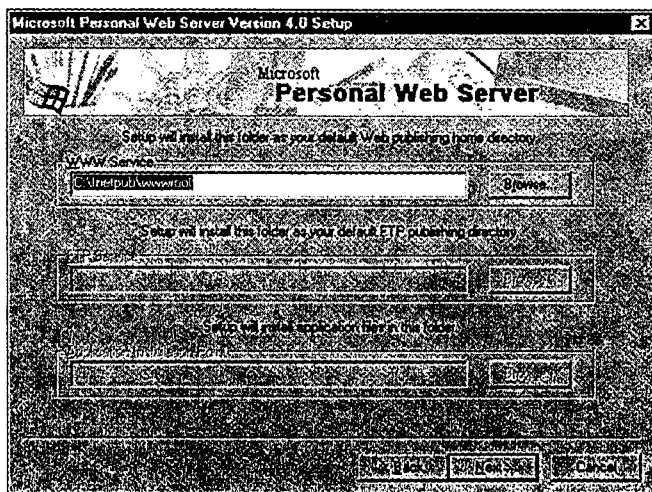 Microsoft Personal Web Server Version 4.0 Setup
Microsoft
Personal Web Server
Setup will install this folder as your default Web publishing home directory.
WWW Service
C:\Inetpub\wwwroot
Browse...
Setup will install this folder as your default FTP publishing directory.
Setup will install application files in this folder.
< Back
Next >
Cancel